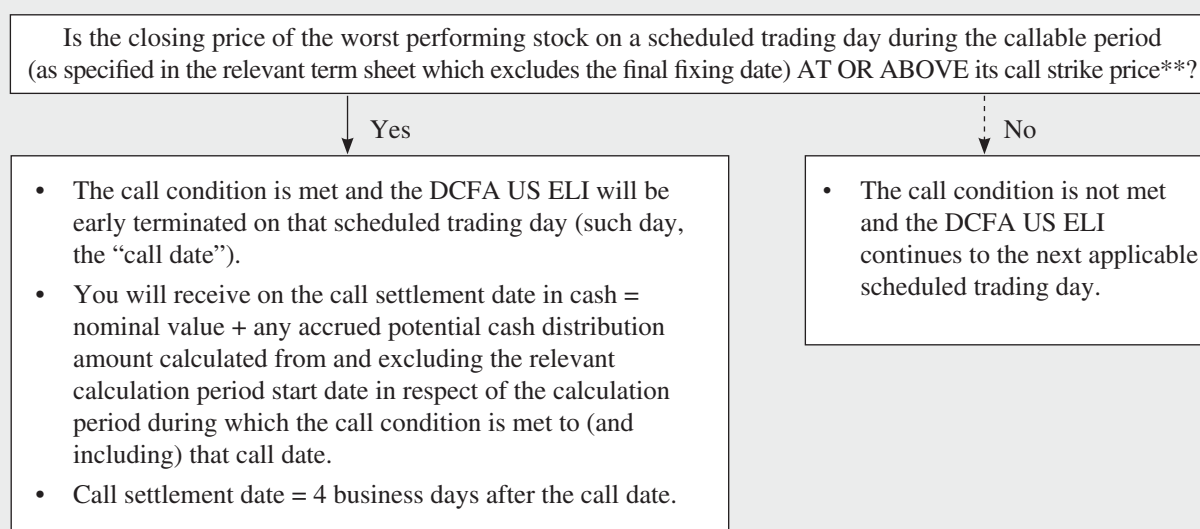 Is the closing price of the worst performing stock on a scheduled trading day during the callable period
(as specified in the relevant term sheet which excludes the final fixing date) AT OR ABOVE its call strike price**?
Yes
No
• The call condition is met and the DCFA US ELI will be
early terminated on that scheduled trading day (such day,
the “call date”).
• You will receive on the call settlement date in cash =
nominal value + any accrued potential cash distribution
amount calculated from and excluding the relevant
calculation period start date in respect of the calculation
period during which the call condition is met to (and
including) that call date.
• Call settlement date = 4 business days after the call date.
• The call condition is not met
and the DCFA US ELI
continues to the next applicable
scheduled trading day.